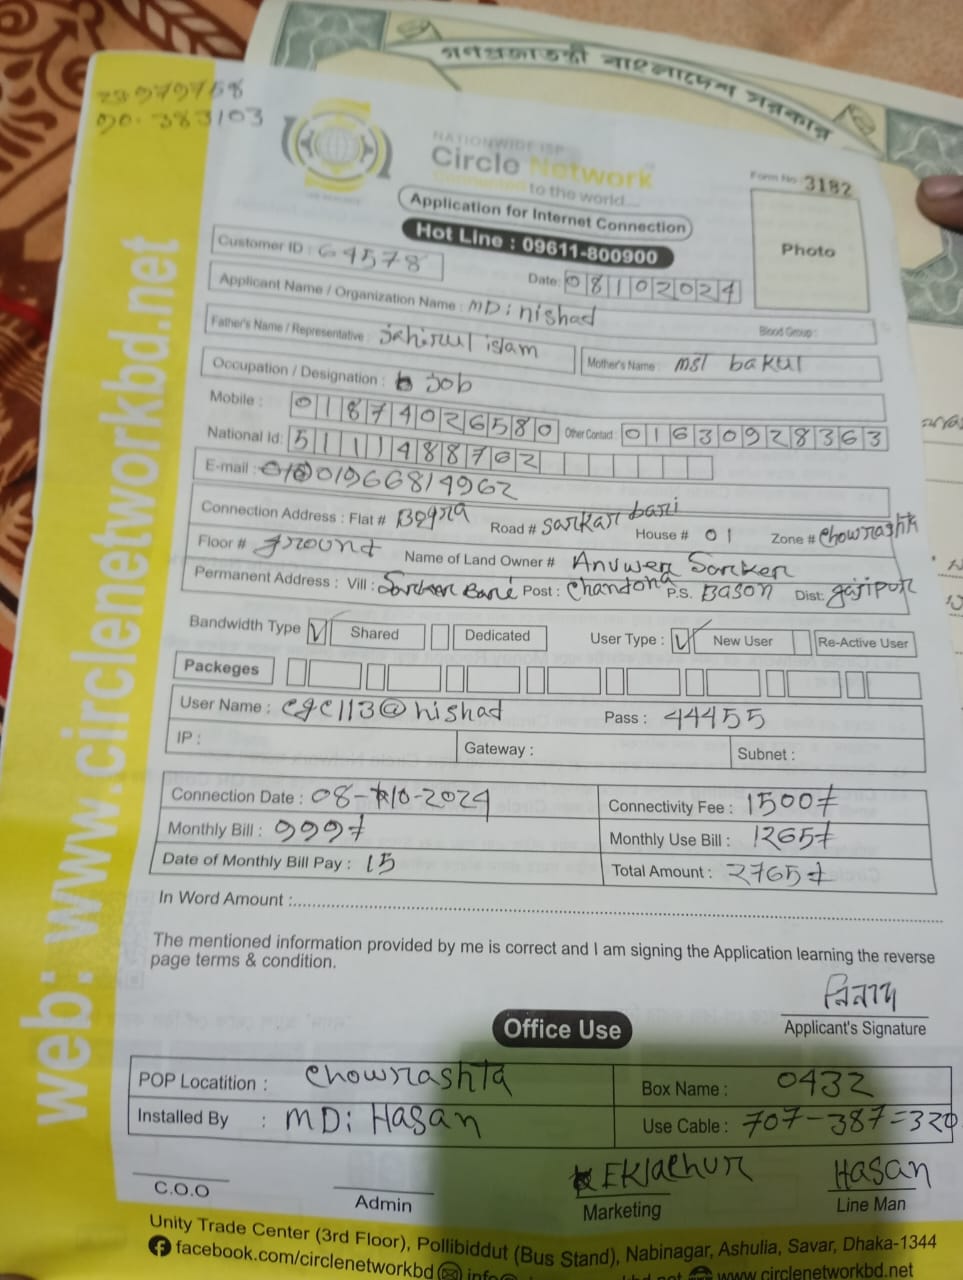 গণপ্রজাতন্ত্রী বাংলাদেশ সরকার
NATIONWIDE ISP
Circle Network
Connected to the world...
Form No: 3182
Application for Internet Connection
Hot Line : 09611-800900
Photo
Customer ID : 64578
Date: 08102024
Applicant Name / Organization Name : MD: nishad
Blood Group:
Father's Name / Representative : islam
Mother's Name : mst bakul
Occupation / Designation : Job
Mobile : 01874026580 Other Contact : 01630928363
National Id: 5111488762
E-mail : 01966814962
Connection Address : Flat # Road # sarkar bari House # 01 Zone #
Floor # ground Name of Land Owner # Anuwer Sarker
Permanent Address : Vill : Post : Chandona P.S. Bason Dist: gajipur
Bandwidth Type Shared Dedicated User Type : New User Re-Active User
Packeges
User Name : cgc113@nishad Pass : 44455
IP : Gateway : Subnet :
Connection Date : 08-10-2024 Connectivity Fee : 1500/=
Monthly Bill : 999/= Monthly Use Bill : 1265/=
Date of Monthly Bill Pay : 15 Total Amount : 2765/=
In Word Amount :
The mentioned information provided by me is correct and I am signing the Application learning the reverse
page terms & condition.
Applicant's Signature
Office Use
POP Locatition : chowrashta Box Name : 0432
Installed By : MD: Hasan Use Cable : 707-387=320
Hasan
C.O.O Admin Marketing Line Man
Unity Trade Center (3rd Floor), Pollibiddut (Bus Stand), Nabinagar, Ashulia, Savar, Dhaka-1344
facebook.com/circlenetworkbd www.circlenetworkbd.net
web: www.circlenetworkbd.net